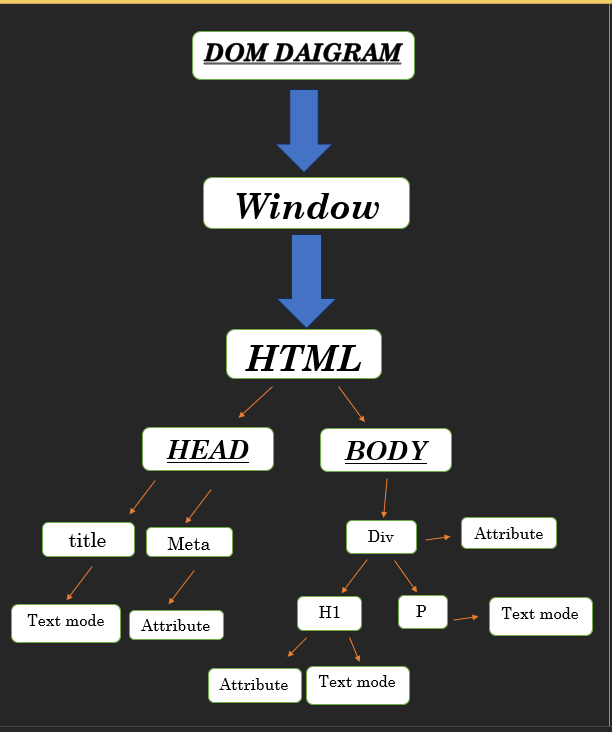 DOM DAIGRAM
Window
HTML
HEAD
BODY
title
Meta
Div
Attribute
Text mode
Attribute
H1
P
Text mode
Attribute
Text mode